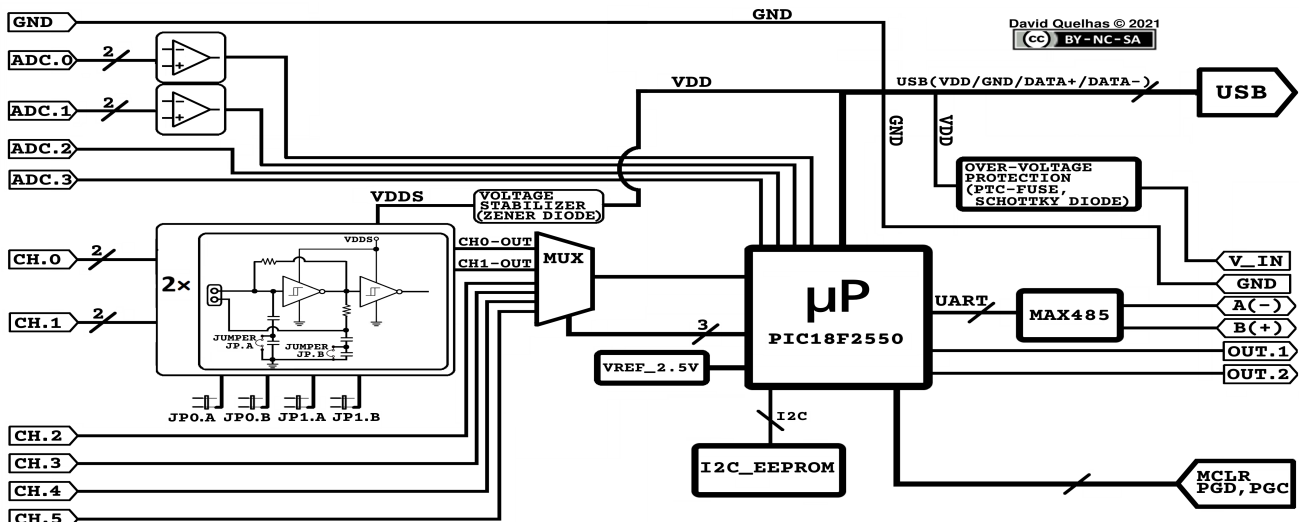 GND
GND
David Quelhas © 2021
CC BY-NC-SA
ADC.0
2
ADC.1
2
VDD
USB(VDD/GND/DATA+/DATA-)
USB
GND
VDD
ADC.2
ADC.3
OVER-VOLTAGE
PROTECTION
(PTC-FUSE,
SCHOTTKY DIODE)
VDDS
VOLTAGE
STABILIZER
(ZENER DIODE)
VDDS
CH0-OUT
CH1-OUT
MUX
CH.0
2
2×
CH.1
2
JUMPER
JP.A
JUMPER
JP.B
JP0.A JP0.B JP1.A JP1.B
3
VREF_2.5V
µP
PIC18F2550
UART
MAX485
V_IN
GND
A(-)
B(+)
OUT.1
OUT.2
I2C
I2C_EEPROM
CH.2
CH.3
CH.4
CH.5
MCLR
PGD,PGC